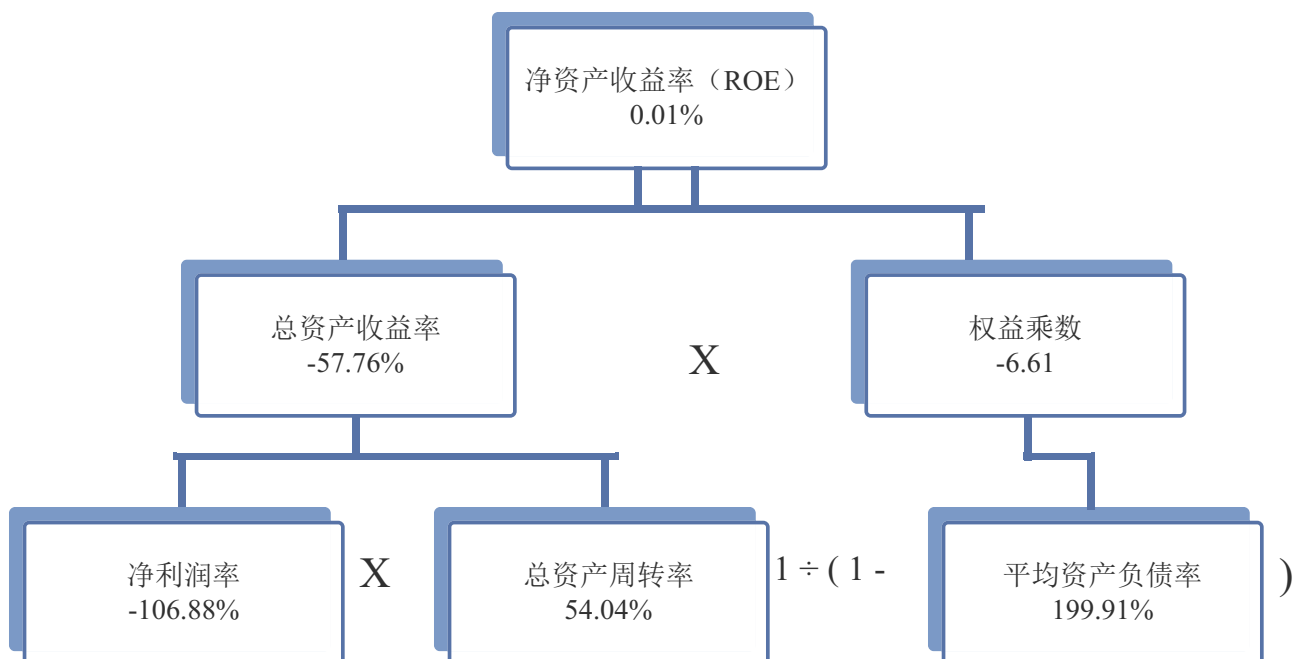 净资产收益率（ROE）
0.01%
总资产收益率
-57.76%
X
权益乘数
-6.61
净利润率
-106.88%
X
总资产周转率
54.04%
1 ÷ ( 1 -
平均资产负债率
199.91%
)